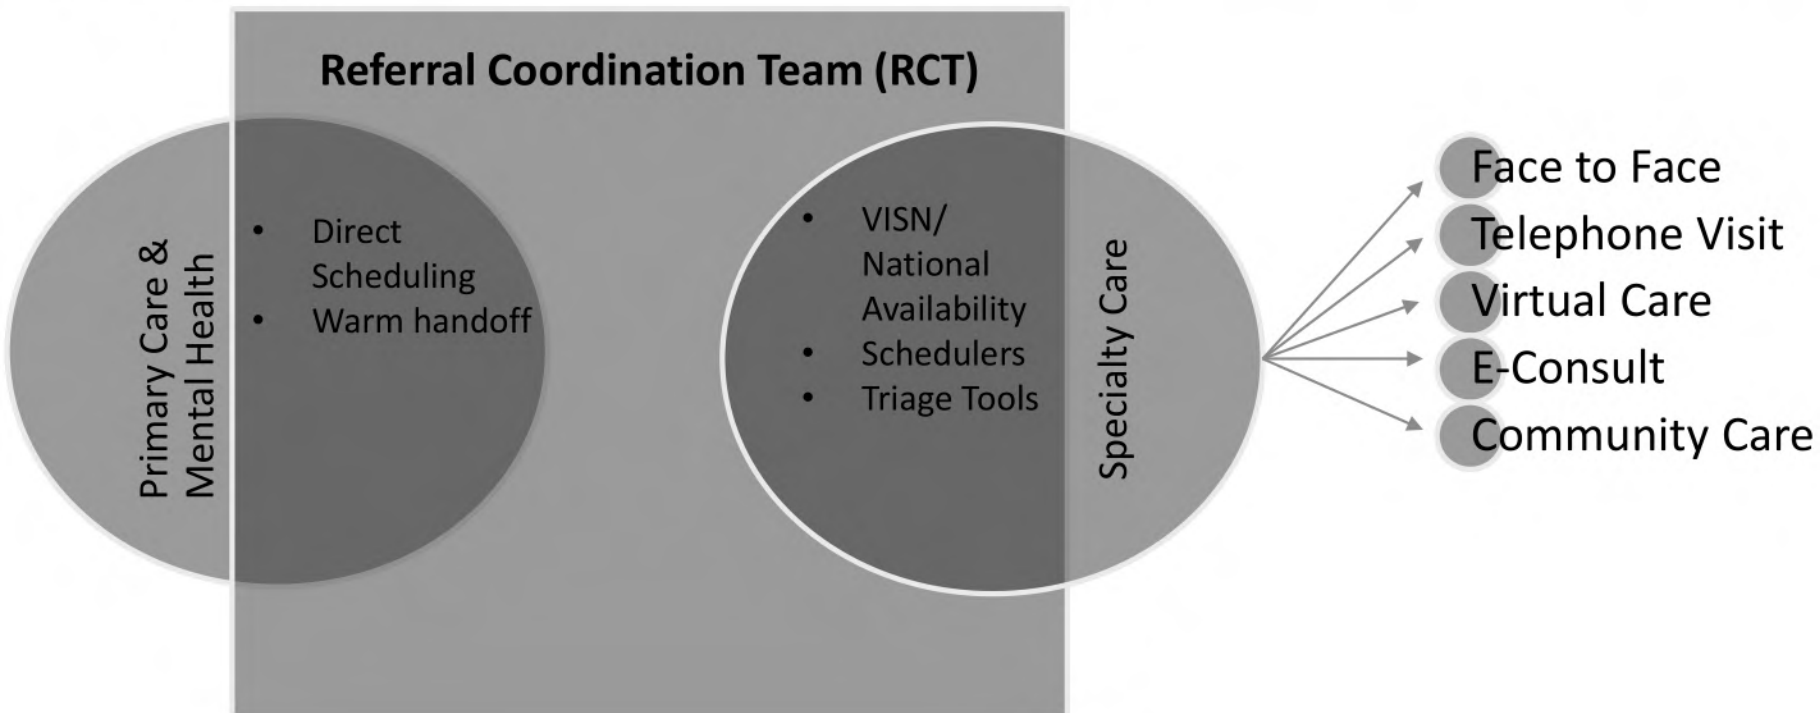 Referral Coordination Team (RCT)
Primary Care &
Mental Health
• Direct
Scheduling
• Warm handoff
• VISN/
National
Availability
• Schedulers
• Triage Tools
Specialty Care
Face to Face
Telephone Visit
Virtual Care
E-Consult
Community Care